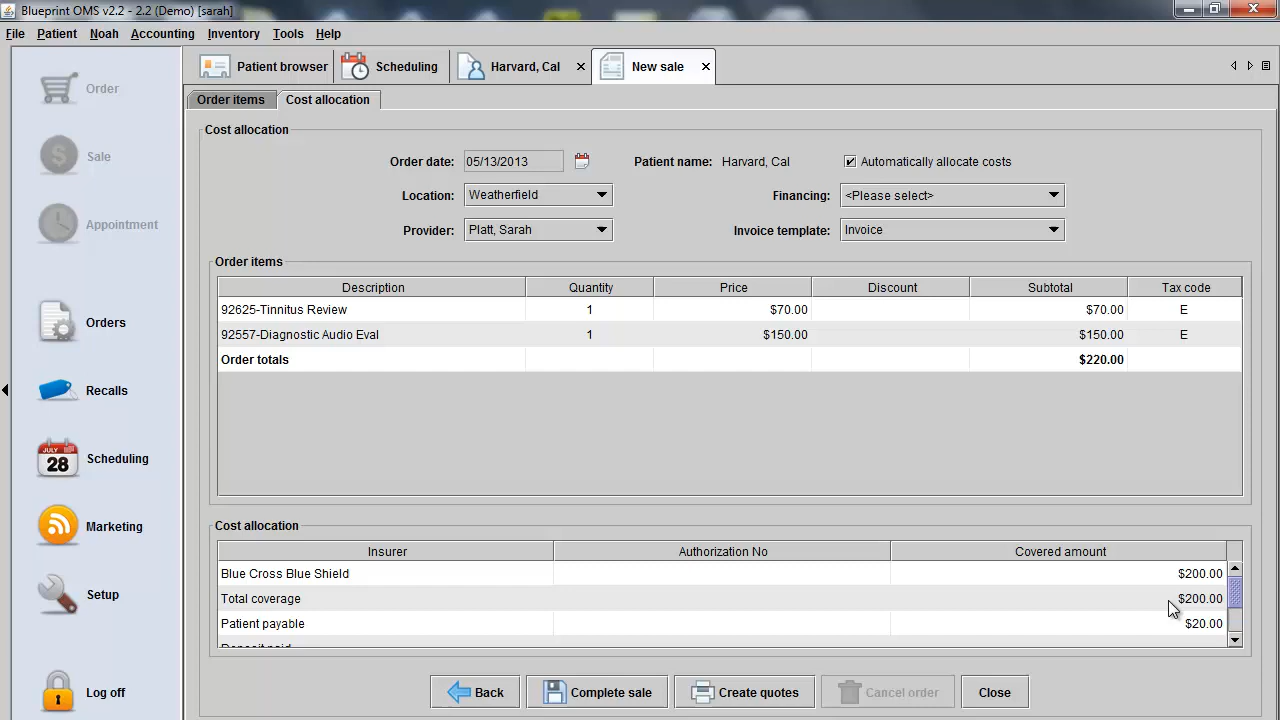 Blueprint OMS v2.2 - 2.2 (Demo) [sarah]
File Patient Noah Accounting Inventory Tools Help
Order
Sale
Appointment
Orders
Recalls
JULY
28
Scheduling
Marketing
Setup
Log off
Patient browser Scheduling Harvard, Cal New sale
Order items Cost allocation
Cost allocation
Order date: 05/13/2013 Patient name: Harvard, Cal Automatically allocate costs
Location: Weatherfield Financing: <Please select>
Provider: Platt, Sarah Invoice template: Invoice
Order items
Description Quantity Price Discount Subtotal Tax code
92625-Tinnitus Review 1 $70.00 $70.00 E
92557-Diagnostic Audio Eval 1 $150.00 $150.00 E
Order totals $220.00
Cost allocation
Insurer Authorization No Covered amount
Blue Cross Blue Shield $200.00
Total coverage $200.00
Patient payable $20.00
Deposit paid
Back Complete sale Create quotes Cancel order Close